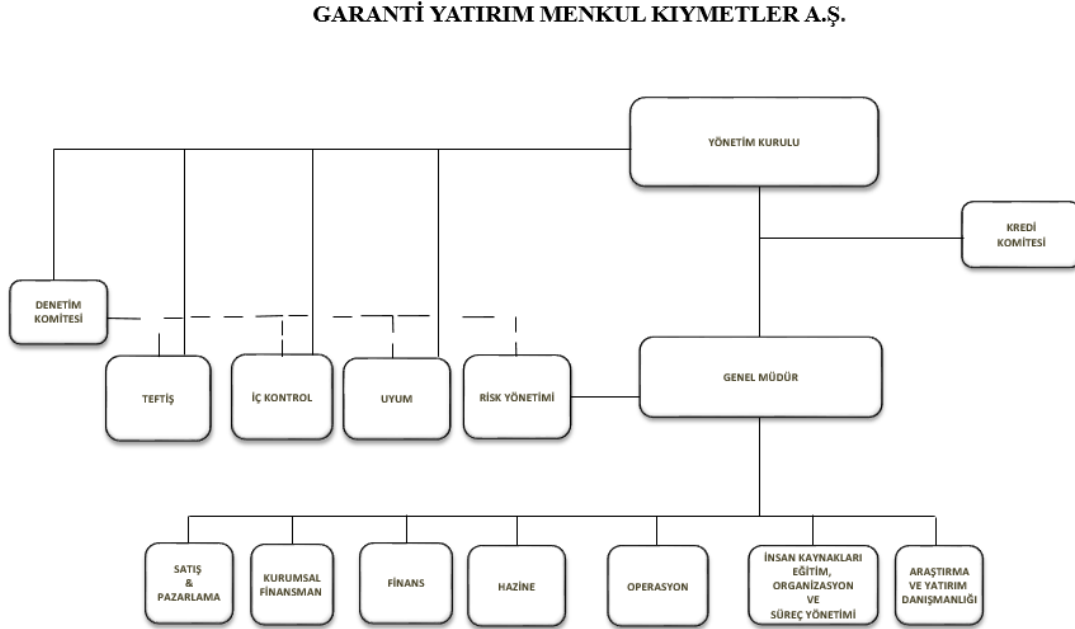 GARANTİ YATIRIM MENKUL KIYMETLER A.Ş.
YÖNETİM KURULU
KREDİ
KOMİTESİ
DENETİM
KOMİTESİ
TEFTİŞ
İÇ KONTROL
UYUM
RİSK YÖNETİMİ
GENEL MÜDÜR
SATIŞ
&
PAZARLAMA
KURUMSAL
FİNANSMAN
FİNANS
HAZİNE
OPERASYON
İNSAN KAYNAKLARI
EĞİTİM,
ORGANİZASYON
VE
SÜREÇ YÖNETİMİ
ARAŞTIRMA
VE YATIRIM
DANIŞMANLIĞI